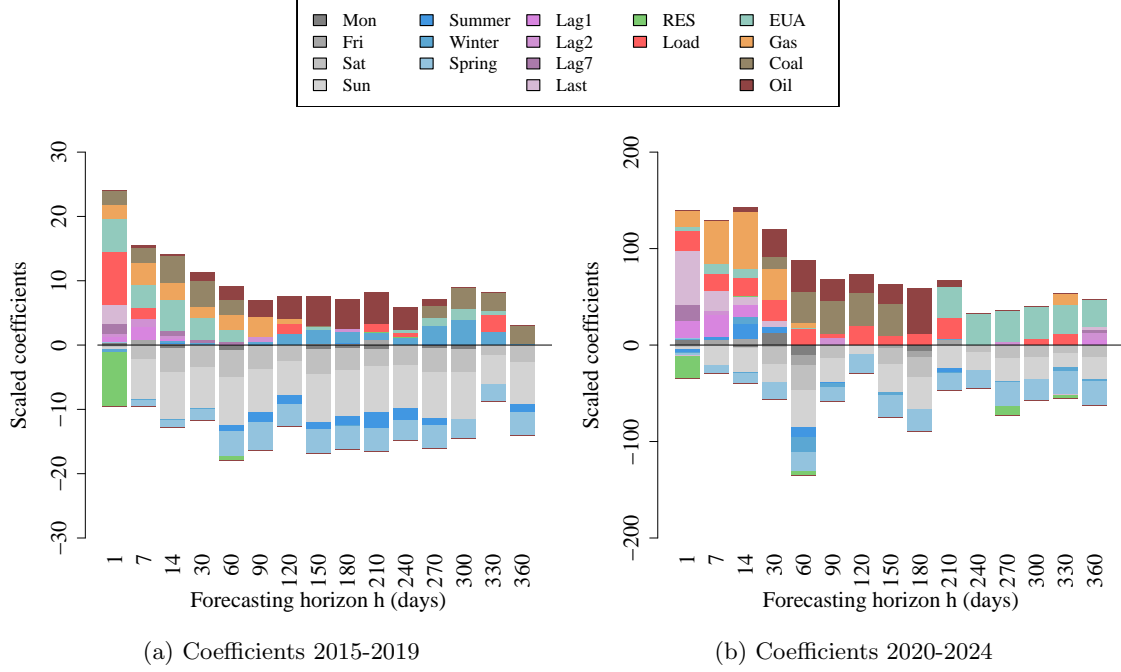 Mon Summer Lag1 RES EUA
Fri Winter Lag2 Load Gas
Sat Spring Lag7 Coal
Sun Last Oil
Scaled coefficients
30
20
10
0
−10
−20
−30
1 7 14 30 60 90 120 150 180 210 240 270 300 330 360
Forecasting horizon h (days)
(a) Coefficients 2015-2019
Scaled coefficients
200
100
0
−100
−200
1 7 14 30 60 90 120 150 180 210 240 270 300 330 360
Forecasting horizon h (days)
(b) Coefficients 2020-2024